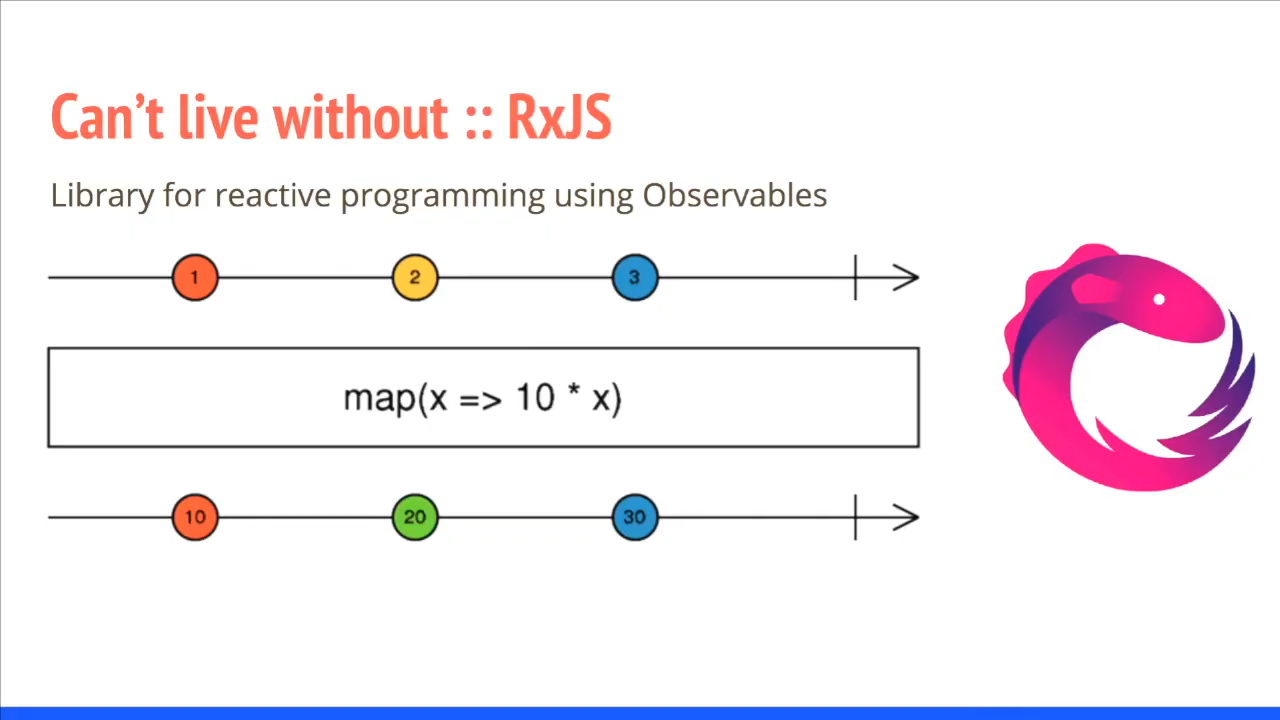 Can’t live without :: RxJS
Library for reactive programming using Observables
1 2 3
map(x => 10 * x)
10 20 30